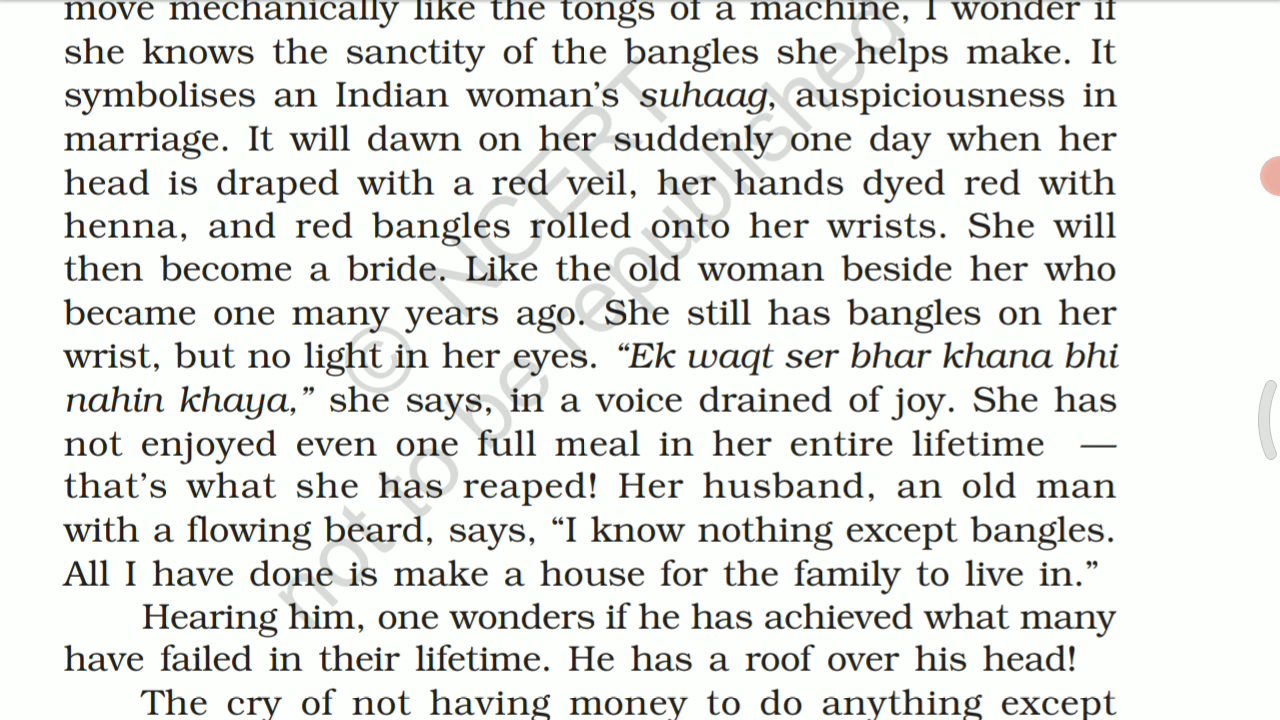 move mechanically like the tongs of a machine, I wonder if
she knows the sanctity of the bangles she helps make. It
symbolises an Indian woman's suhaag, auspiciousness in
marriage. It will dawn on her suddenly one day when her
head is draped with a red veil, her hands dyed red with
henna, and red bangles rolled onto her wrists. She will
then become a bride. Like the old woman beside her who
became one many years ago. She still has bangles on her
wrist, but no light in her eyes. “Ek waqt ser bhar khana bhi
nahin khaya,” she says, in a voice drained of joy. She has
not enjoyed even one full meal in her entire lifetime —
that's what she has reaped! Her husband, an old man
with a flowing beard, says, “I know nothing except bangles.
All I have done is make a house for the family to live in.”
Hearing him, one wonders if he has achieved what many
have failed in their lifetime. He has a roof over his head!
The cry of not having money to do anything except
© NCERT
not to be republished